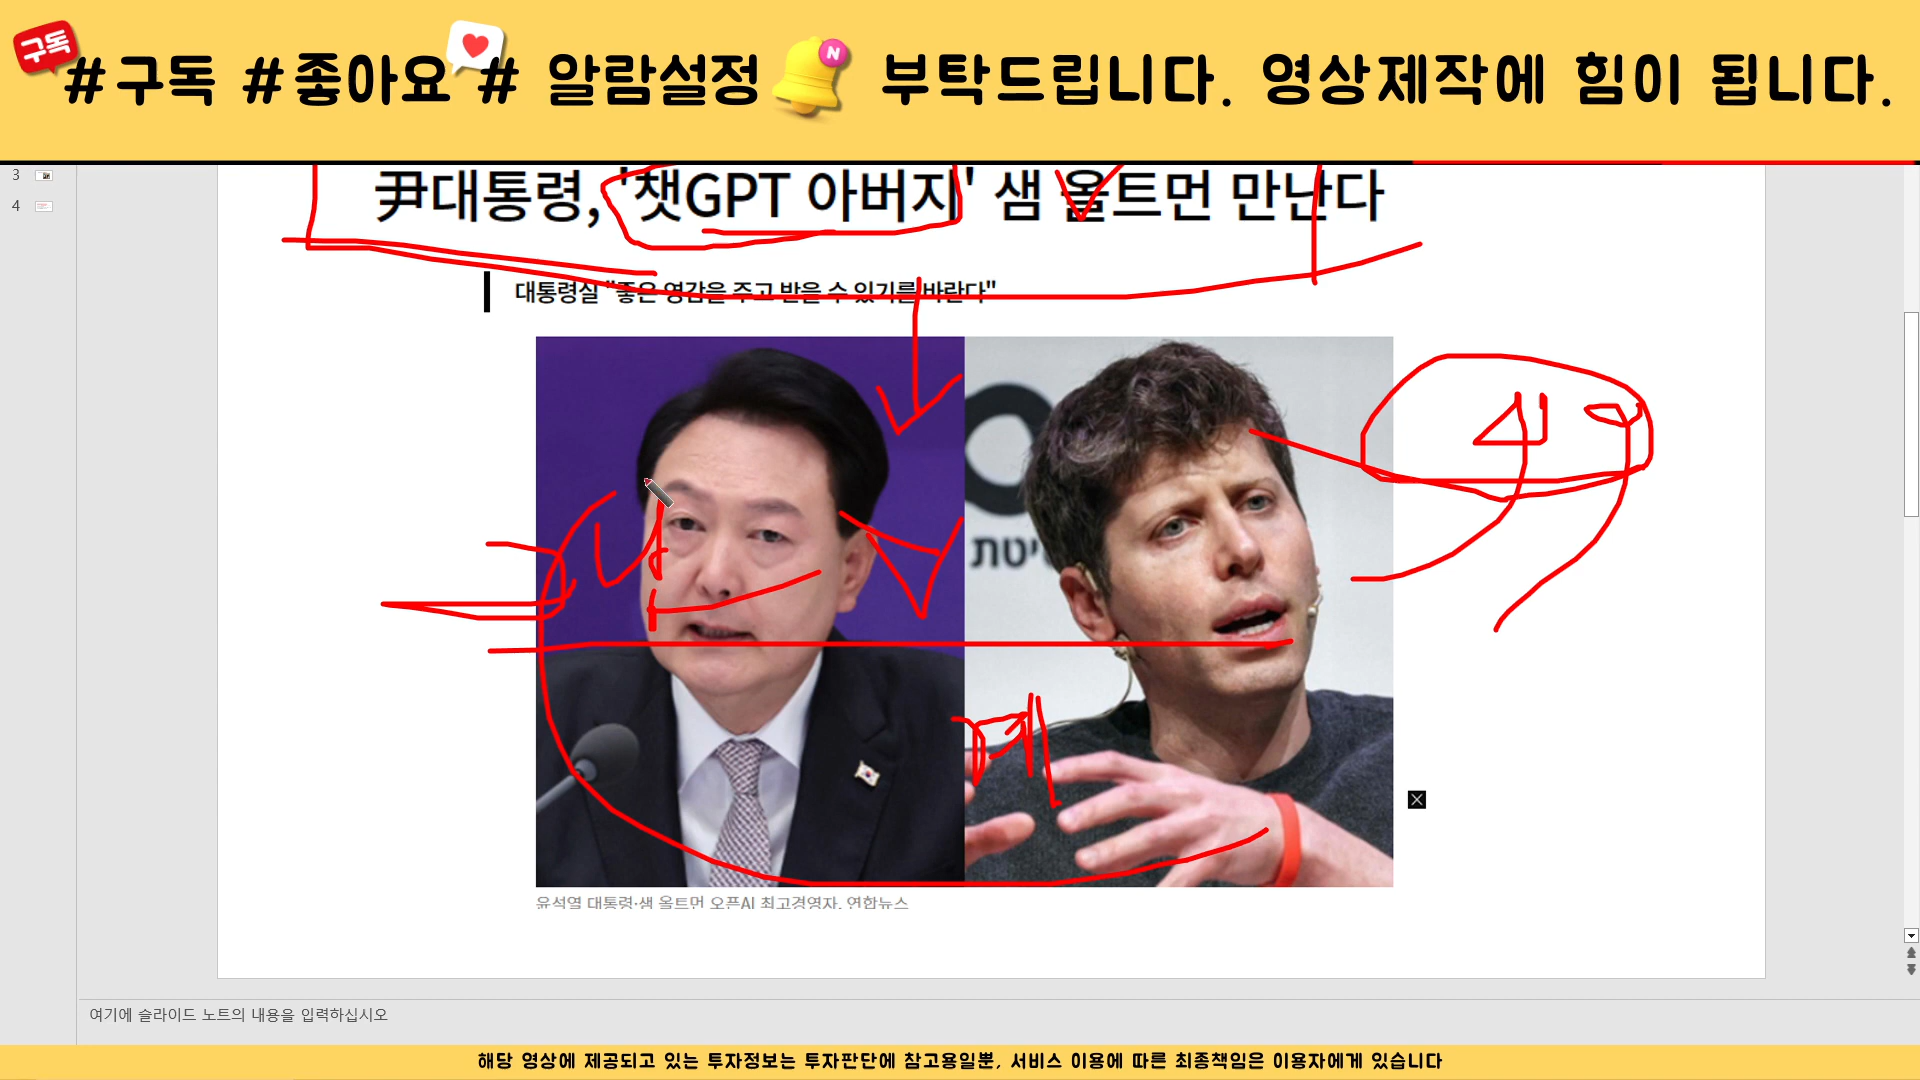 구독
#구독 #좋아요 # 알람설정 N 부탁드립니다. 영상제작에 힘이 됩니다.
3
4
尹대통령, '챗GPT 아버지' 샘 올트먼 만난다
대통령실 "좋은 영감을 주고 받을 수 있기를 바란다"
윤석열 대통령·샘 올트먼 오픈AI 최고경영자. 연합뉴스
여기에 슬라이드 노트의 내용을 입력하십시오
해당 영상에 제공되고 있는 투자정보는 투자판단에 참고용일뿐, 서비스 이용에 따른 최종책임은 이용자에게 있습니다